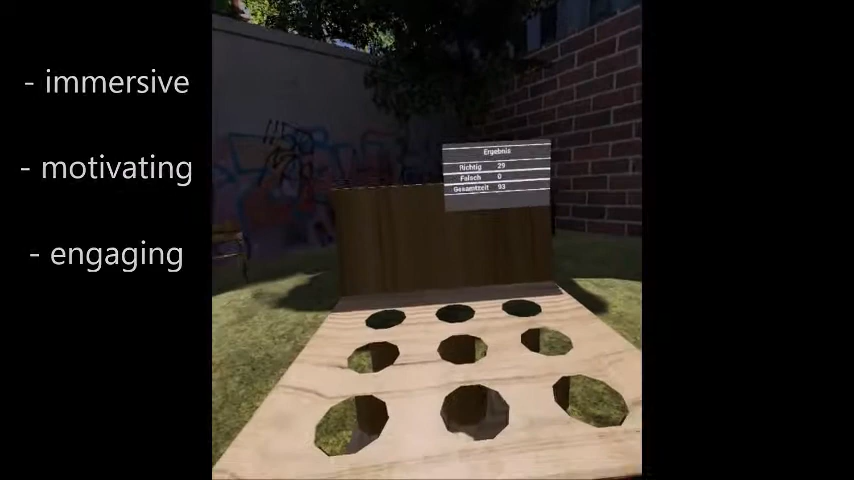 - immersive
- motivating
- engaging
Ergebnis
Richtig 29
Falsch 0
Gesamtzeit 93